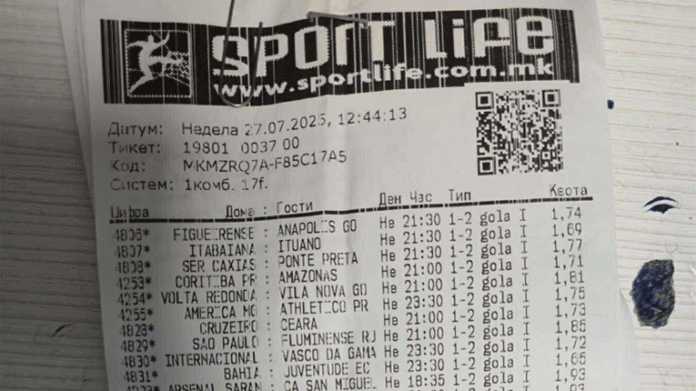 SPORT LiFE
www.sportlife.com.mk
Датум: Недела 27.07.2025, 12:44:13
Тикет: 19801 0037 00
Код: MKMZRQ7A-F85C17A5
Систем: 1комб. 17f.
Цифра Дома : Гости Ден Час Тип Квота
4806* FIGUEIRENSE : ANAPOLIS GO Не 21:30 1-2 gola I 1,74
4807* ITABAIANA : ITUANO Не 21:30 1-2 gola I 1,69
4808* SER CAXIAS : PONTE PRETA Не 21:30 1-2 gola I 1,77
4253* CORITIBA PR : AMAZONAS Не 21:00 1-2 gola I 1,71
4254* VOLTA REDONDA : VILA NOVA GO Не 21:00 1-2 gola I 1,81
4255* AMERICA MG : ATHLETICO PR Не 23:30 1-2 gola I 1,75
4828* CRUZEIRO : CEARA Не 21:00 1-2 gola I 1,73
4829* SAO PAULO : FLUMINENSE RJ Не 21:00 1-2 gola I 1,85
4830* INTERNACIONAL : VASCO DA GAMA Не 23:30 1-2 gola I 1,72
4831* BAHIA : JUVENTUDE EC Не 23:30 1-2 gola I 1,65
ARSENAL SARAN : CA SAN MIGUEL Не 18:35 1-2 gola I 1,93